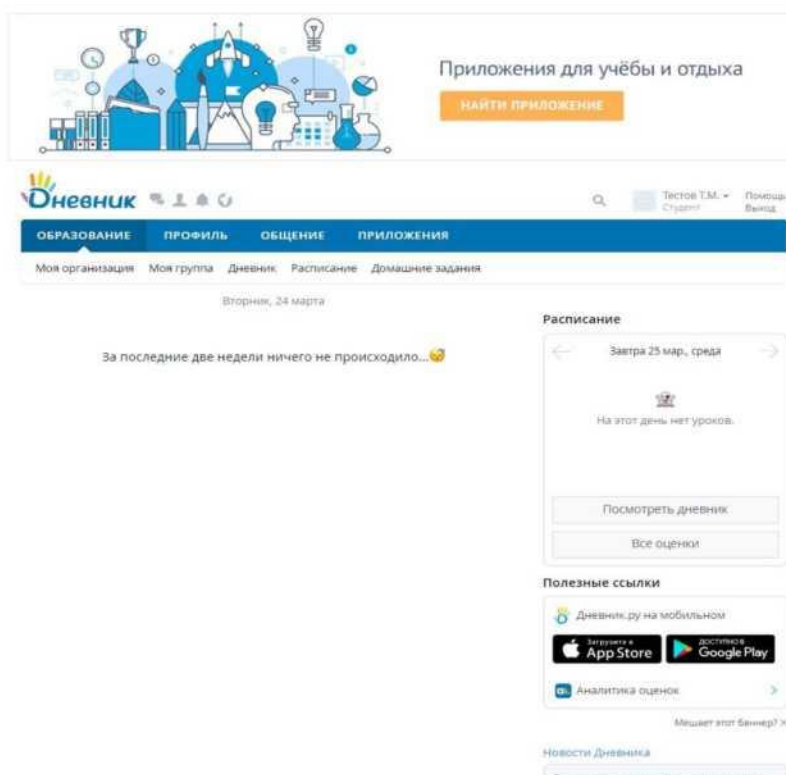 Приложения для учёбы и отдыха
НАЙТИ ПРИЛОЖЕНИЕ
Дневник
Тестов Т.М.
Студент
Помощь
Выход
ОБРАЗОВАНИЕ ПРОФИЛЬ ОБЩЕНИЕ ПРИЛОЖЕНИЯ
Моя организация Моя группа Дневник Расписание Домашние задания
Вторник, 24 марта
За последние две недели ничего не происходило...
Расписание
Завтра 25 мар., среда
На этот день нет уроков.
Посмотреть дневник
Все оценки
Полезные ссылки
Дневник.ру на мобильном
Загрузите в
App Store
ДОСТУПНО В
Google Play
Аналитика оценок
Мешает этот баннер?
Новости Дневника